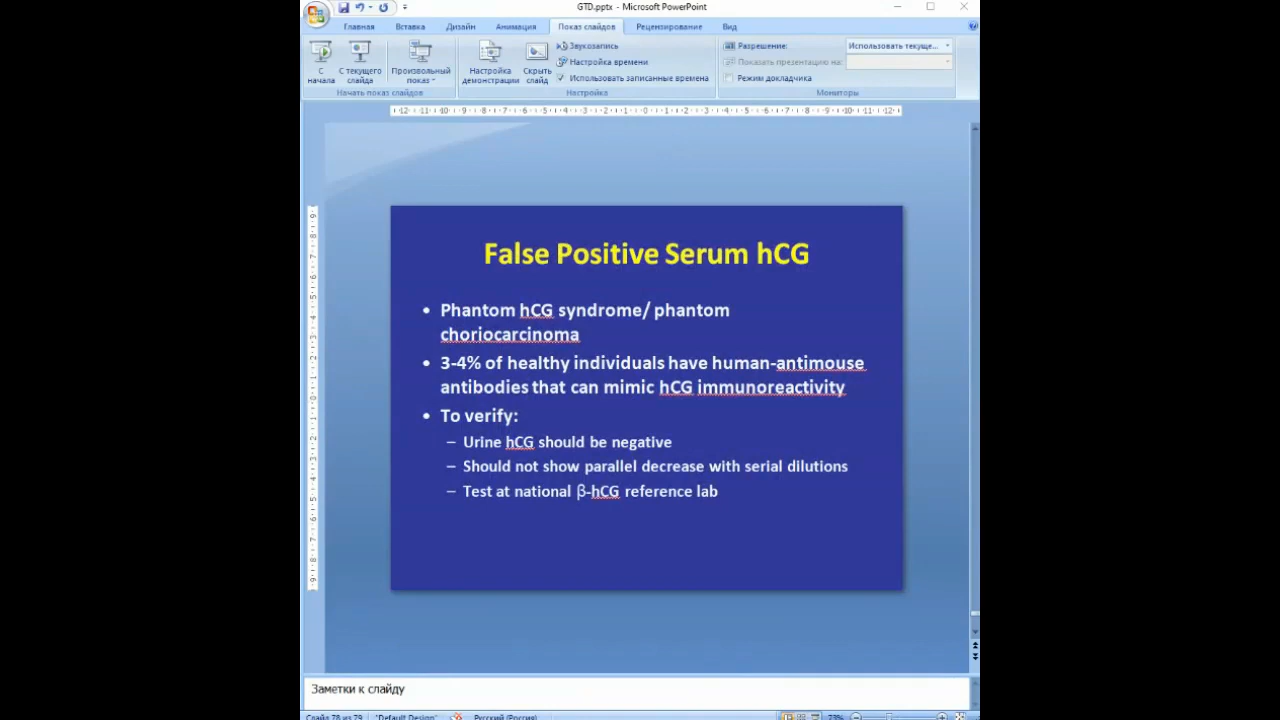 GTD.pptx - Microsoft PowerPoint
Главная Вставка Дизайн Анимация Показ слайдов Рецензирование Вид
С начала
С текущего слайда
Произвольный показ
Начать показ слайдов
Настройка демонстрации
Скрыть слайд
Звукозапись
Настройка времени
Использовать записанные времена
Настройка
Разрешение: Использовать текуще...
Показать презентацию на:
Режим докладчика
Мониторы
False Positive Serum hCG
• Phantom hCG syndrome/ phantom
choriocarcinoma
• 3-4% of healthy individuals have human-antimouse
antibodies that can mimic hCG immunoreactivity
• To verify:
– Urine hCG should be negative
– Should not show parallel decrease with serial dilutions
– Test at national β-hCG reference lab
Заметки к слайду
Слайд 78 из 79 "Default Design" Русский (Россия) 73%